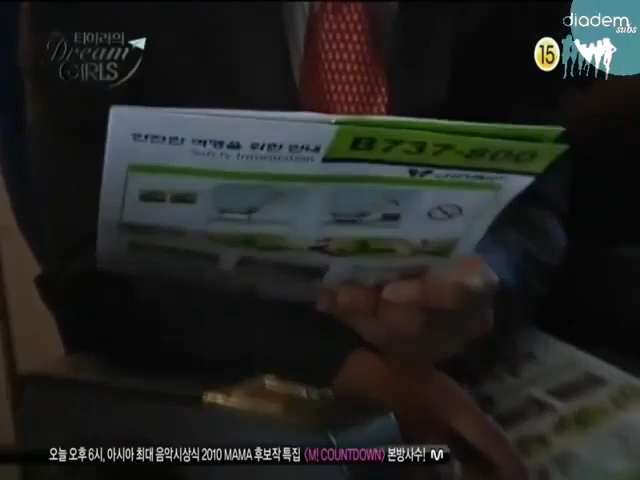 티아라의
Dream
GIRLS
diadem
subs
15
안전한 여행을 위한 안내
Safety Information
B737-800
JINAIR
오늘 오후 6시, 아시아 최대 음악시상식 2010 MAMA 후보작 특집 《M! COUNTDOWN》 본방사수!